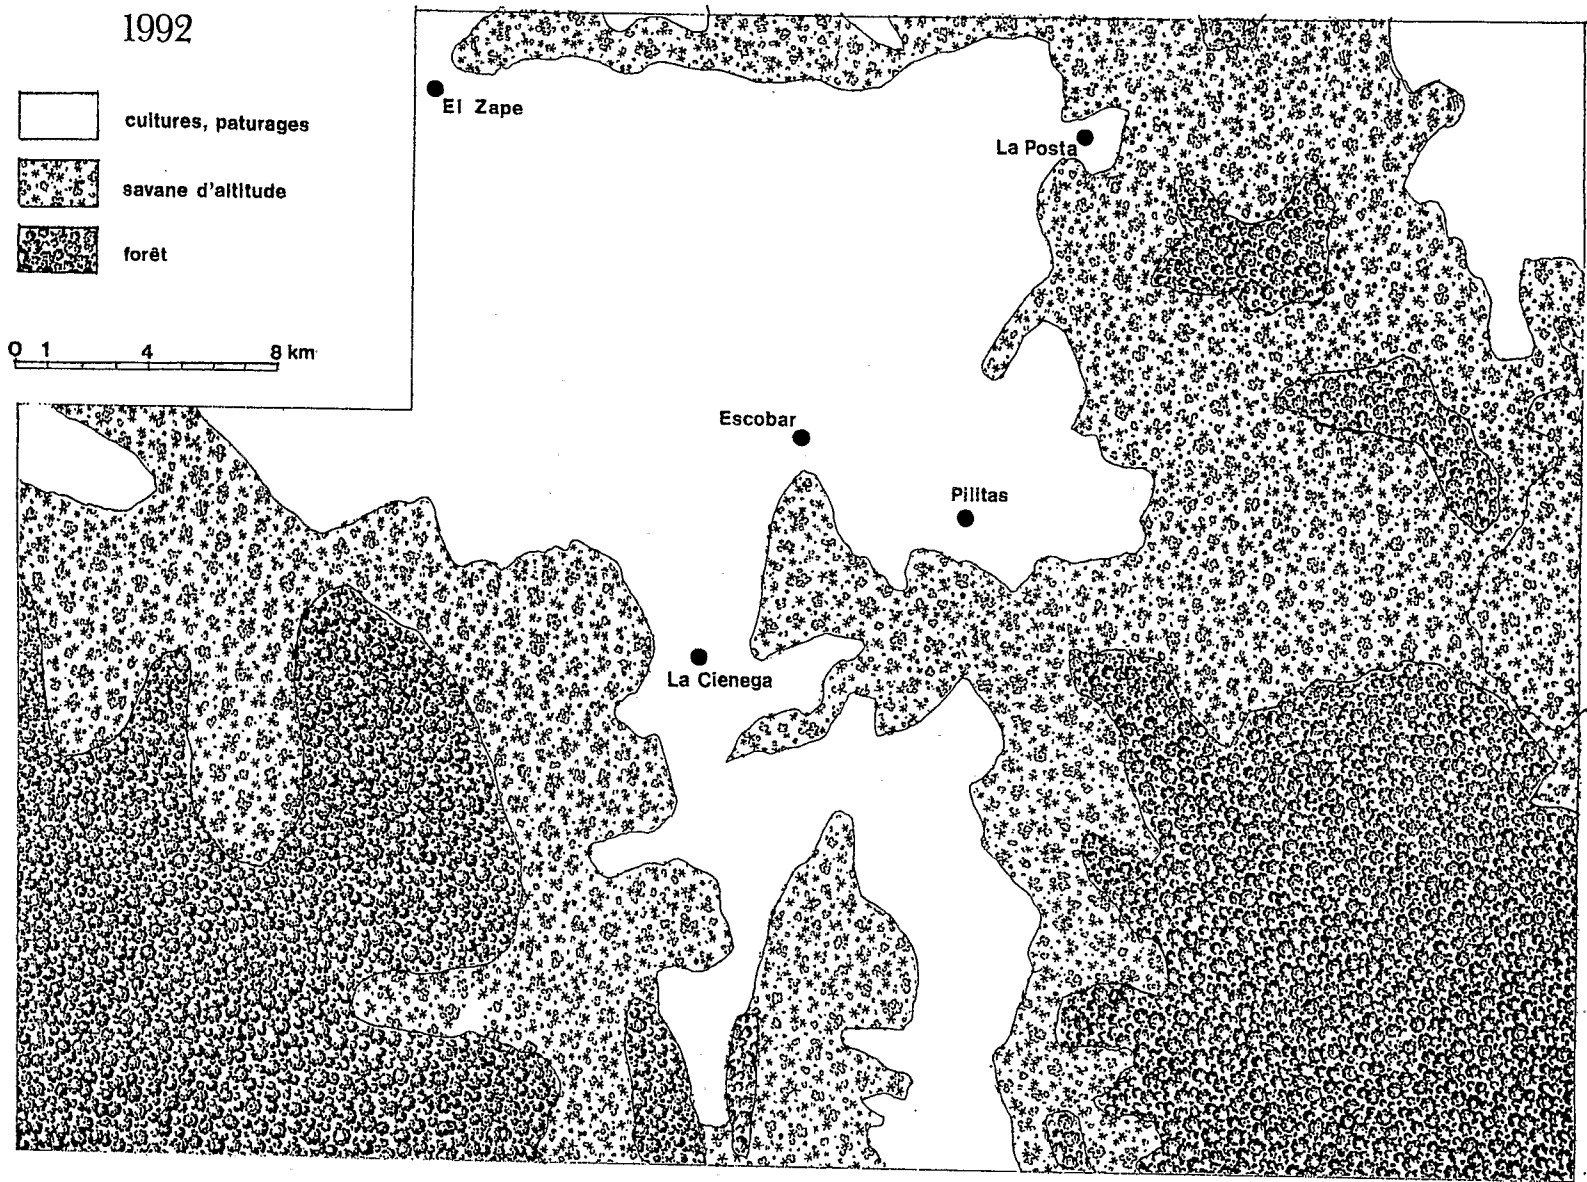 1992
cultures, paturages
savane d'altitude
forêt
0 1 4 8 km
El Zape
La Posta
Escobar
Pilitas
La Cienega